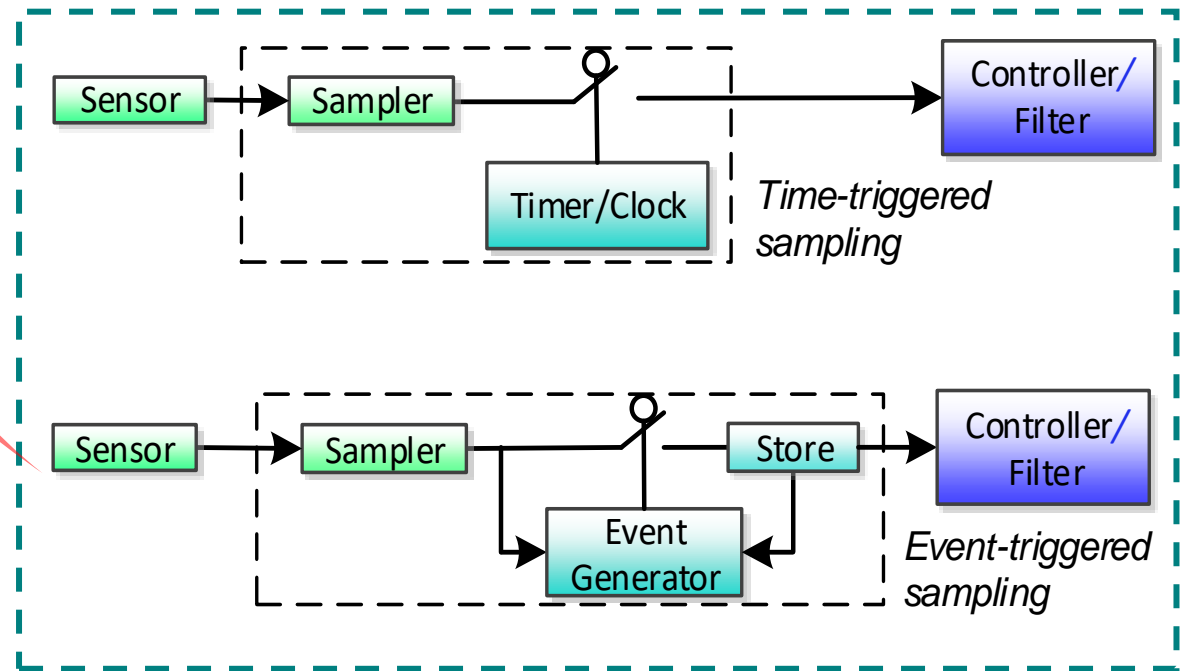 Sensor
Sampler
Controller/
Filter
Timer/Clock
Time-triggered
sampling
Sensor
Sampler
Store
Controller/
Filter
Event
Generator
Event-triggered
sampling